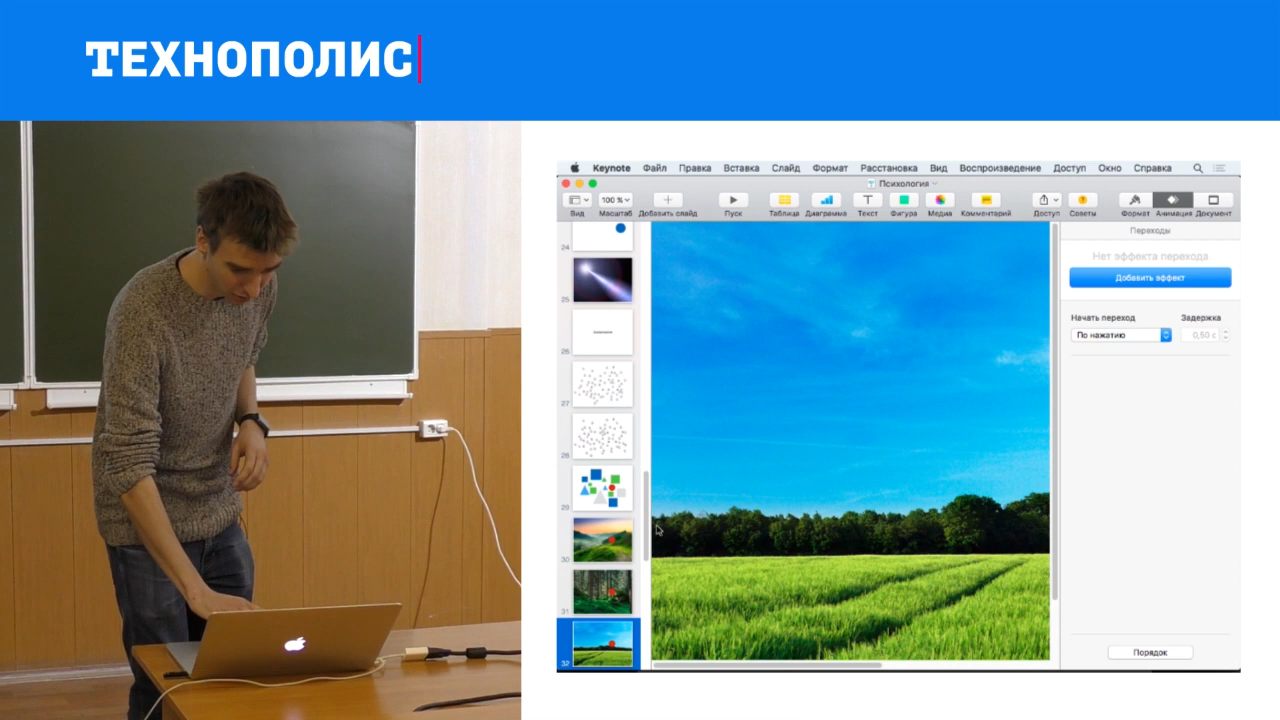 ТЕХНОПОЛИС
Keynote Файл Правка Вставка Слайд Формат Расстановка Вид Воспроизведение Доступ Окно Справка
Психология
100 %
Вид Масштаб Добавить слайд Пуск Таблица Диаграмма Текст Фигура Медиа Комментарий Доступ Советы Формат Анимация Документ
Переходы
Нет эффекта перехода
Добавить эффект
Начать переход Задержка
По нажатию 0,50 с
Порядок
24
25
26
27
28
29
30
31
32